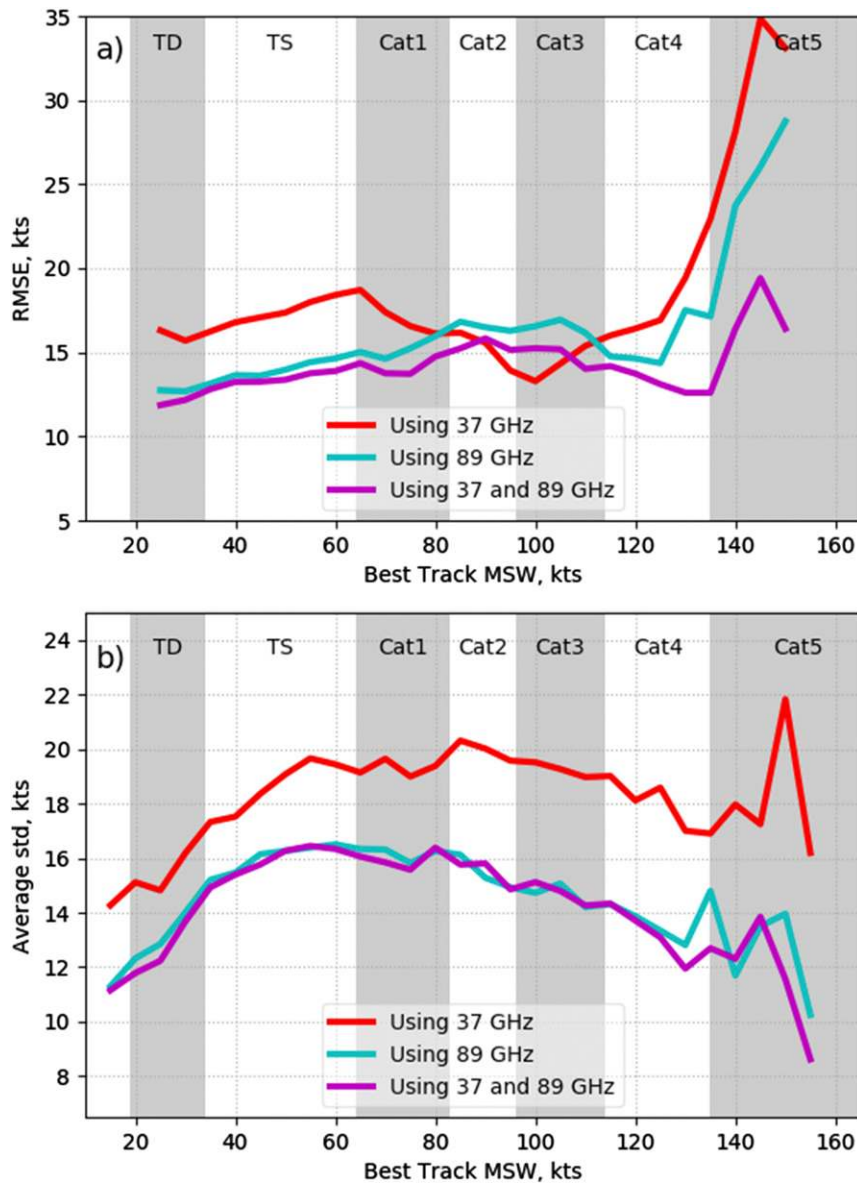 a)
TD TS Cat1 Cat2 Cat3 Cat4 Cat5
35
30
25
20
15
10
5
RMSE, kts
Using 37 GHz
Using 89 GHz
Using 37 and 89 GHz
20 40 60 80 100 120 140 160
Best Track MSW, kts
b)
TD TS Cat1 Cat2 Cat3 Cat4 Cat5
24
22
20
18
16
14
12
10
8
Average std, kts
Using 37 GHz
Using 89 GHz
Using 37 and 89 GHz
20 40 60 80 100 120 140 160
Best Track MSW, kts